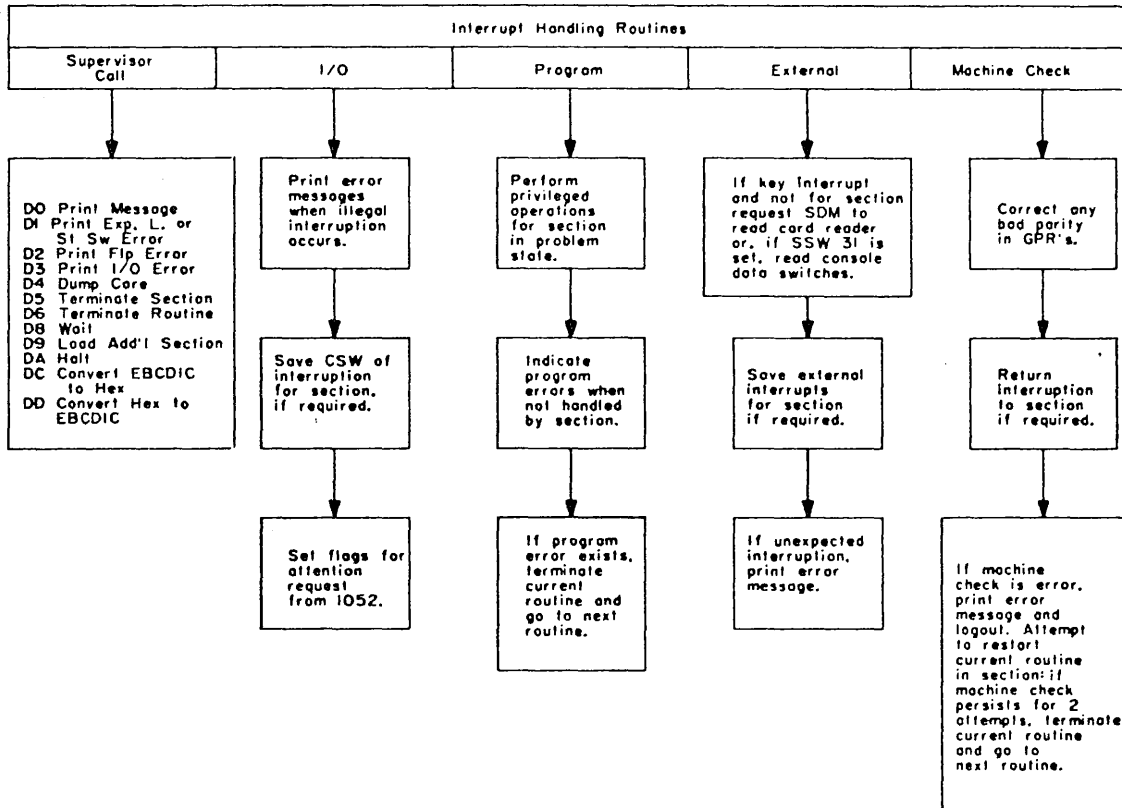 Interrupt Handling Routines
Supervisor
Call
I/O
Program
External
Machine Check
D0 Print Message
D1 Print Exp. L. or
St Sw Error
D2 Print Flp Error
D3 Print I/O Error
D4 Dump Core
D5 Terminate Section
D6 Terminate Routine
D8 Wait
D9 Load Add'l Section
DA Halt
DC Convert EBCDIC
to Hex
DD Convert Hex to
EBCDIC
Print error
messages
when illegal
interruption
occurs.
Save CSW of
interruption
for section,
if required.
Set flags for
attention
request
from 1052.
Perform
privileged
operations
for section
in problem
state.
Indicate
program
errors when
not handled
by section.
If program
error exists,
terminate
current
routine and
go to next
routine.
If key Interrupt
and not for section
request SDM to
read card reader
or, if SSW 31 is
set, read console
data switches.
Save external
interrupts
for section
if required.
If unexpected
interruption,
print error
message.
Correct any
bad parity
in GPR's.
Return
interruption
to section
if required.
If machine
check is error,
print error
message and
logout. Attempt
to restart
current routine
in section: if
machine check
persists for 2
attempts, terminate
current routine
and go to
next routine.